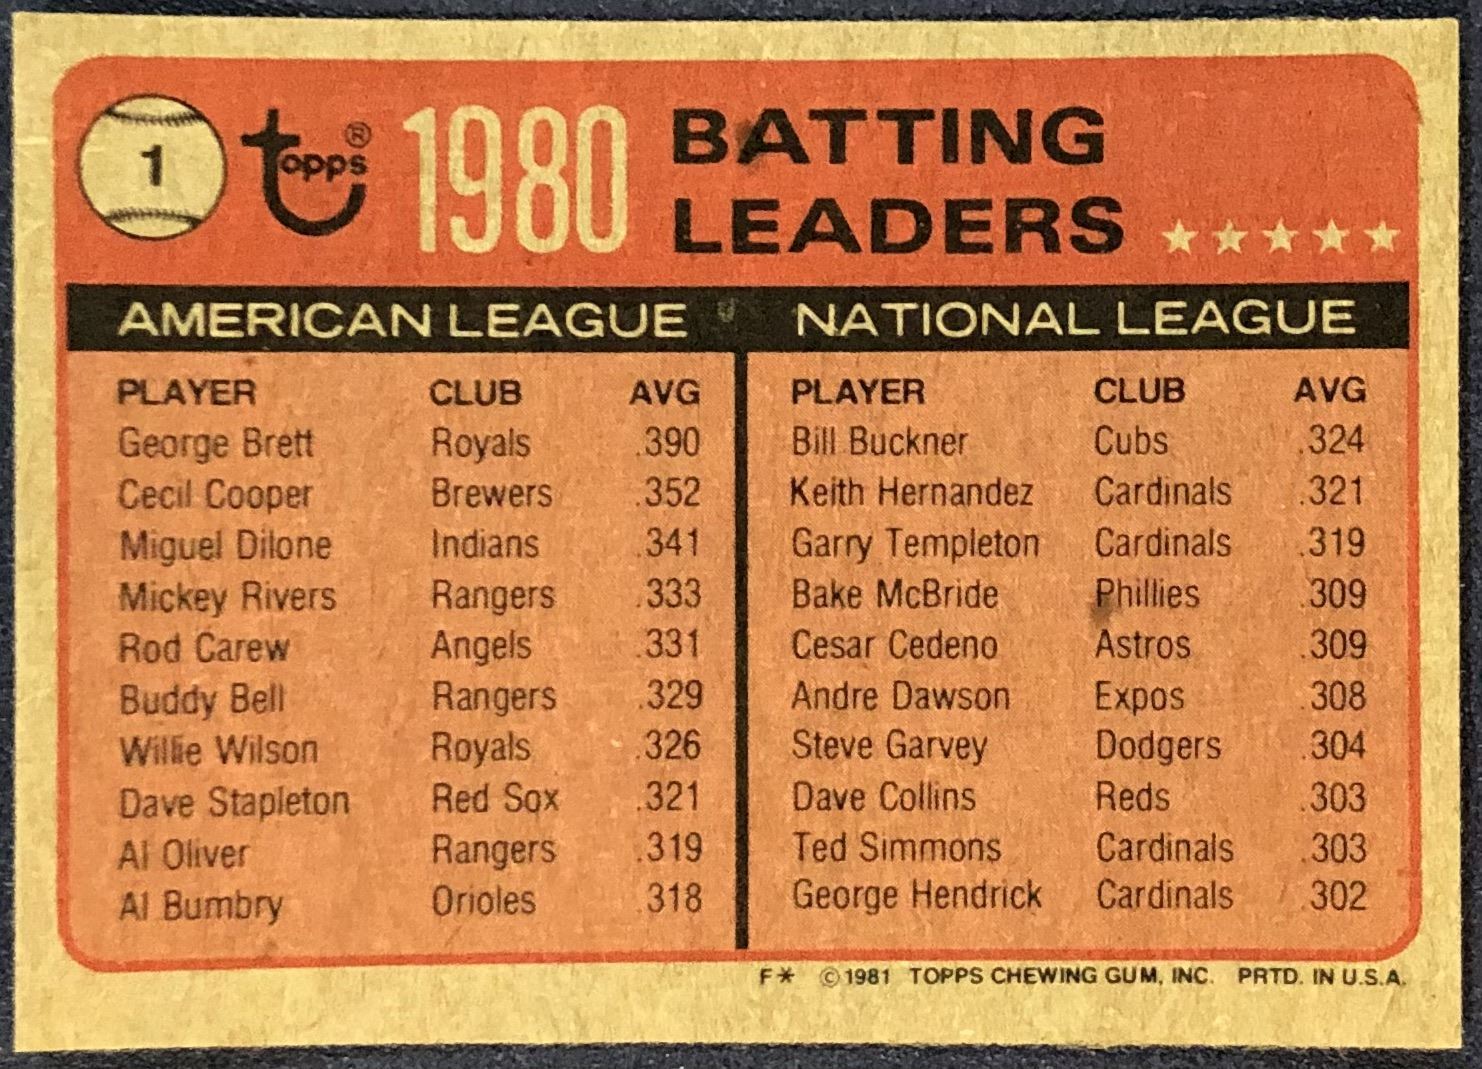 1 Topps® 1980 BATTING LEADERS
AMERICAN LEAGUE
PLAYER CLUB AVG
George Brett Royals .390
Cecil Cooper Brewers .352
Miguel Dilone Indians .341
Mickey Rivers Rangers .333
Rod Carew Angels .331
Buddy Bell Rangers .329
Willie Wilson Royals .326
Dave Stapleton Red Sox .321
Al Oliver Rangers .319
Al Bumbry Orioles .318
NATIONAL LEAGUE
PLAYER CLUB AVG
Bill Buckner Cubs .324
Keith Hernandez Cardinals .321
Garry Templeton Cardinals .319
Bake McBride Phillies .309
Cesar Cedeno Astros .309
Andre Dawson Expos .308
Steve Garvey Dodgers .304
Dave Collins Reds .303
Ted Simmons Cardinals .303
George Hendrick Cardinals .302
F* ©1981 TOPPS CHEWING GUM, INC. PRTD. IN U.S.A.